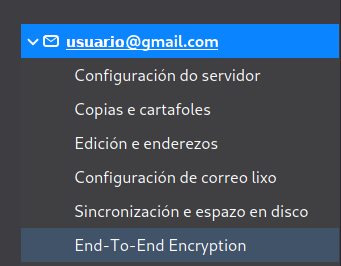 usuario@gmail.com
Configuración do servidor
Copias e cartafoles
Edición e enderezos
Configuración de correo lixo
Sincronización e espazo en disco
End-To-End Encryption